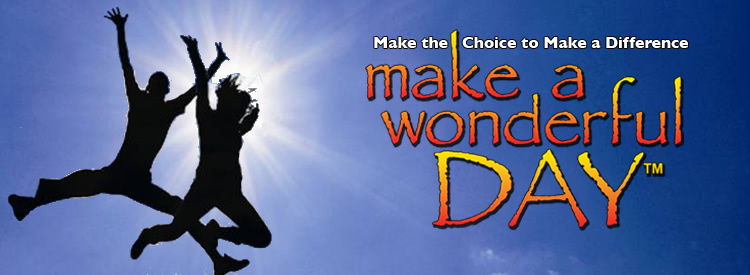 Make the Choice to Make a Difference
make a
wonderful
DAY™